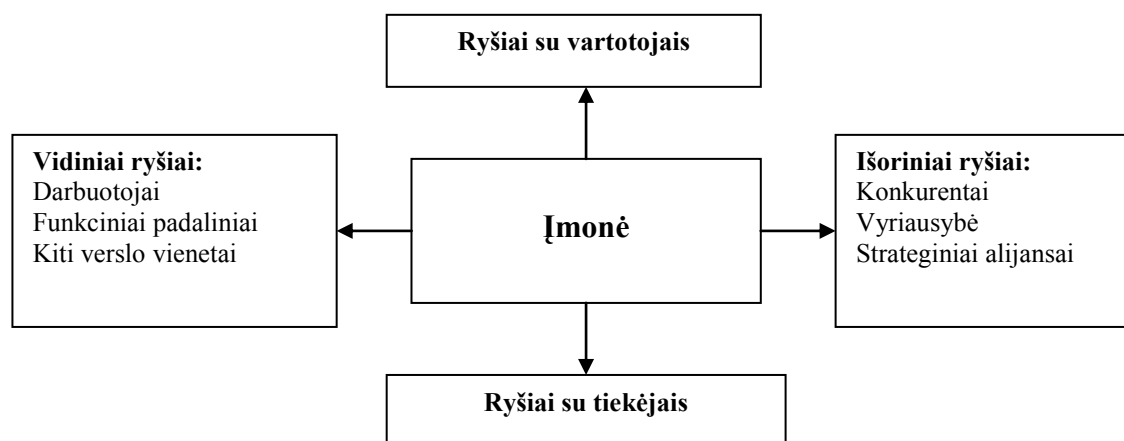 Ryšiai su vartotojais
Vidiniai ryšiai:
Darbuotojai
Funkciniai padaliniai
Kiti verslo vienetai
Įmonė
Išoriniai ryšiai:
Konkurentai
Vyriausybė
Strateginiai alijansai
Ryšiai su tiekėjais